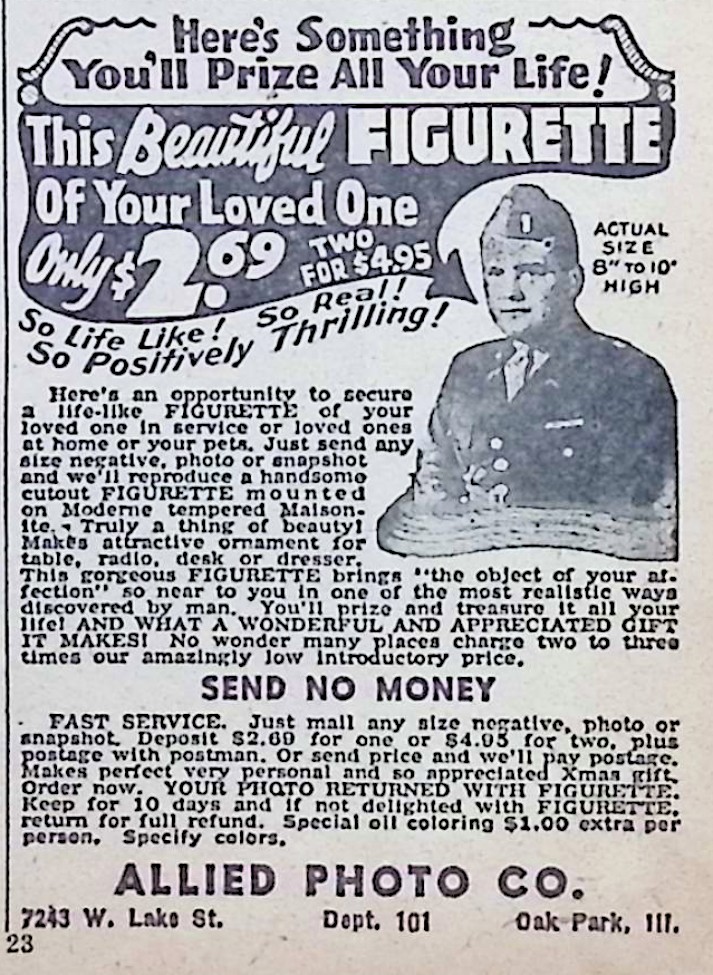 Here's Something
You'll Prize All Your Life!
This Beautiful FIGURETTE
Of Your Loved One
Only $2.69 TWO
FOR $4.95
ACTUAL
SIZE
8" TO 10"
HIGH
So Life Like! So Real!
So Positively Thrilling!
Here's an opportunity to secure
a life-like FIGURETTE of your
loved one in service or loved ones
at home or your pets. Just send any
size negative, photo or snapshot
and we'll reproduce a handsome
cutout FIGURETTE mounted
on Moderne tempered Maison-
ite. Truly a thing of beauty!
Makes attractive ornament for
table, radio, desk or dresser.
This gorgeous FIGURETTE brings "the object of your af-
fection" so near to you in one of the most realistic ways
discovered by man. You'll prize and treasure it all your
life! AND WHAT A WONDERFUL AND APPRECIATED GIFT
IT MAKES! No wonder many places charge two to three
times our amazingly low introductory price.
SEND NO MONEY
FAST SERVICE. Just mail any size negative, photo or
snapshot. Deposit $2.69 for one or $4.95 for two, plus
postage with postman. Or send price and we'll pay postage.
Makes perfect very personal and so appreciated Xmas gift.
Order now. YOUR PHOTO RETURNED WITH FIGURETTE.
Keep for 10 days and if not delighted with FIGURETTE,
return for full refund. Special oil coloring $1.00 extra per
person. Specify colors.
ALLIED PHOTO CO.
7243 W. Lake St. Dept. 101 Oak Park, Ill.
23